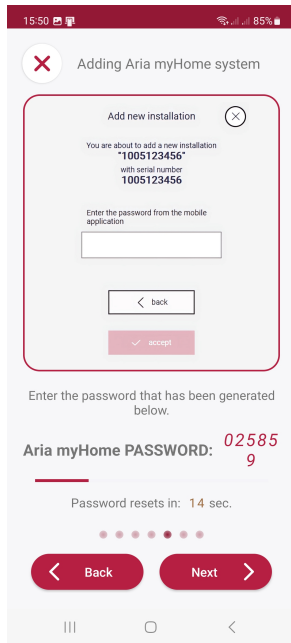 15:50 85%
Adding Aria myHome system
Add new installation
You are about to add a new installation
"1005123456"
with serial number
1005123456
Enter the password from the mobile
application
back
accept
Enter the password that has been generated
below.
Aria myHome PASSWORD: 02585
9
Password resets in: 14 sec.
Back Next